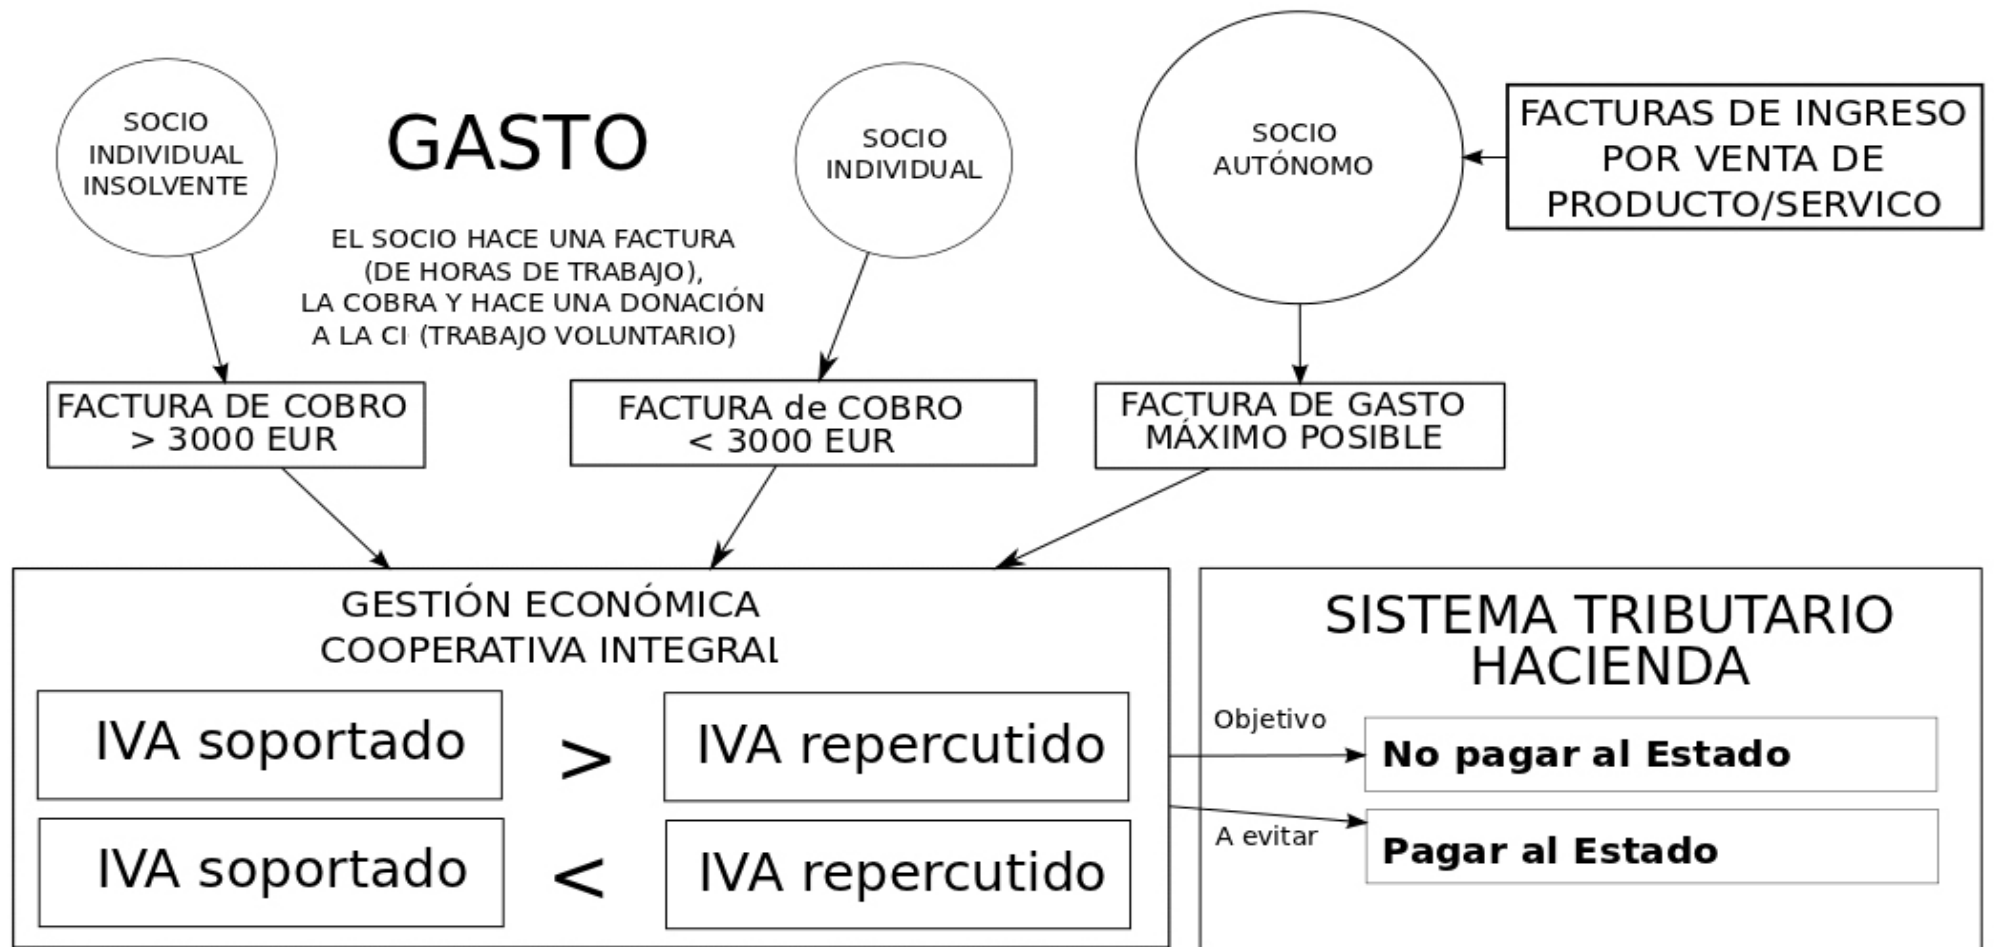 SOCIO
INDIVIDUAL
INSOLVENTE
GASTO
EL SOCIO HACE UNA FACTURA
(DE HORAS DE TRABAJO),
LA COBRA Y HACE UNA DONACIÓN
A LA CI (TRABAJO VOLUNTARIO)
SOCIO
INDIVIDUAL
SOCIO
AUTÓNOMO
FACTURAS DE INGRESO
POR VENTA DE
PRODUCTO/SERVICO
FACTURA DE COBRO
> 3000 EUR
FACTURA de COBRO
< 3000 EUR
FACTURA DE GASTO
MÁXIMO POSIBLE
GESTIÓN ECONÓMICA
COOPERATIVA INTEGRAL
IVA soportado > IVA repercutido
IVA soportado < IVA repercutido
SISTEMA TRIBUTARIO
HACIENDA
Objetivo
No pagar al Estado
A evitar
Pagar al Estado